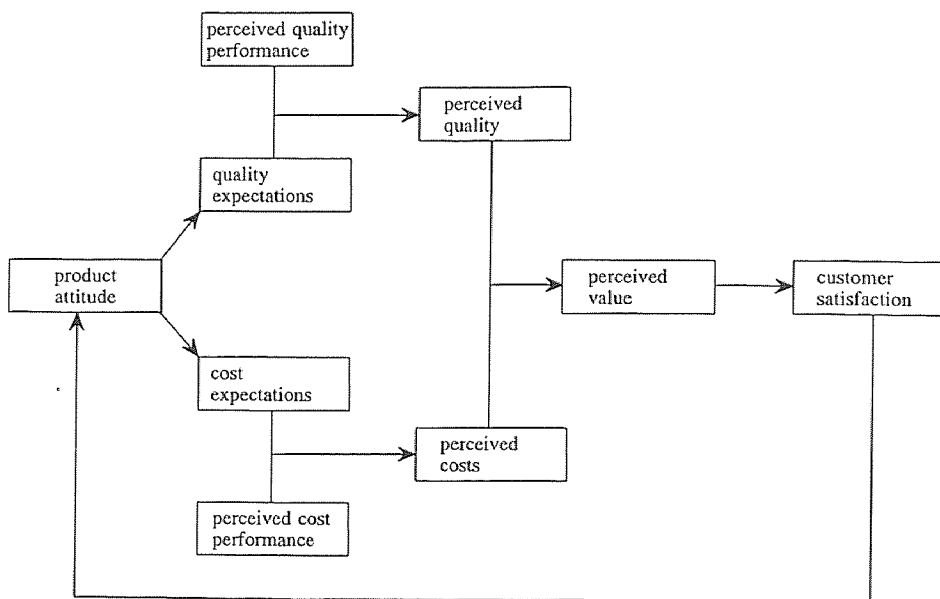 perceived quality
performance
perceived
quality
quality
expectations
product
attitude
perceived
value
customer
satisfaction
cost
expectations
perceived
costs
perceived cost
performance